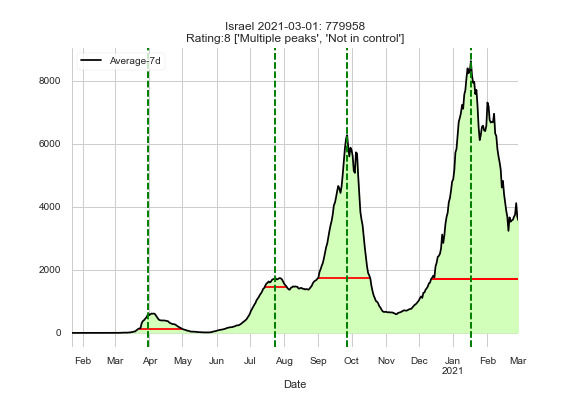 Israel 2021-03-01: 779958
Rating:8 ['Multiple peaks', 'Not in control']
Average-7d
8000
6000
4000
2000
0
Feb Mar Apr May Jun Jul Aug Sep Oct Nov Dec Jan Feb Mar
2021
Date